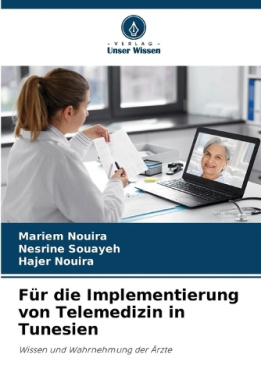 - VERLAG -
Unser Wissen
Mariem Nouira
Nesrine Souayeh
Hajer Nouira
Für die Implementierung
von Telemedizin in
Tunesien
Wissen und Wahrnehmung der Ärzte